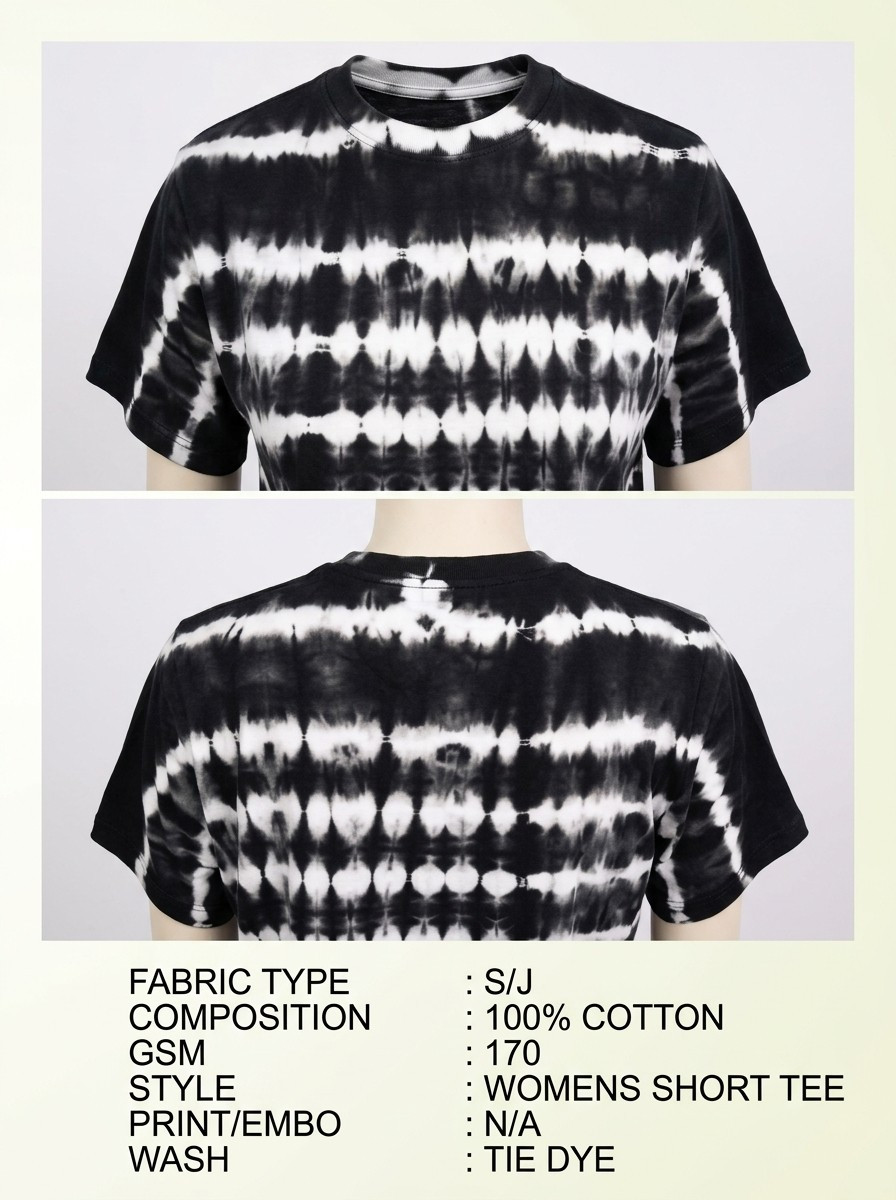 FABRIC TYPE : S/J
COMPOSITION : 100% COTTON
GSM : 170
STYLE : WOMENS SHORT TEE
PRINT/EMBO : N/A
WASH : TIE DYE